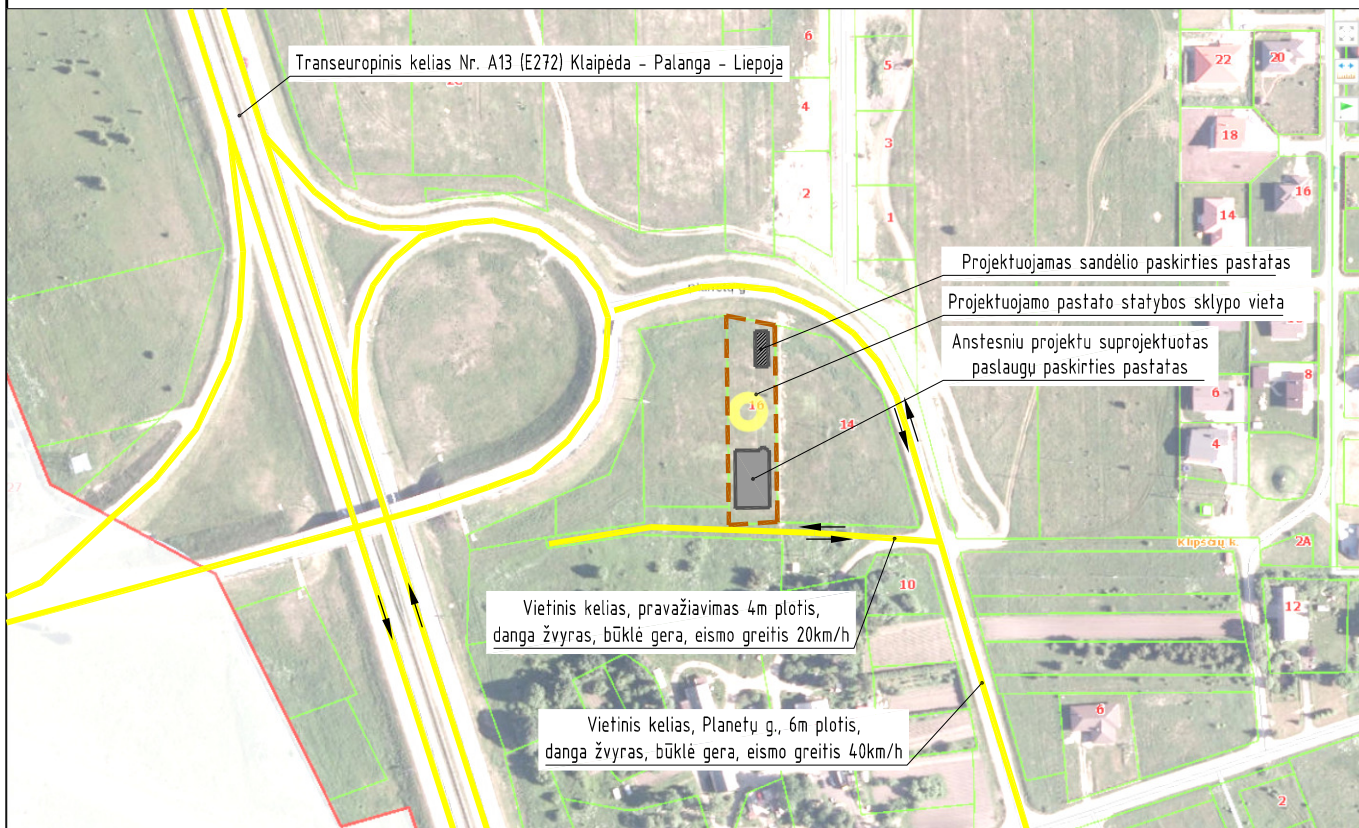 Transeuropinis kelias Nr. A13 (E272) Klaipėda - Palanga - Liepoja
6
5
22
20
4
3
18
2
16
1
14
Projektuojamas sandėlio paskirties pastatas
Planetų g.
Projektuojamo pastato statybos sklypo vieta
Anstesniu projektu suprojektuotas
paslaugų paskirties pastatas
8
6
16
14
4
Klipščių k.
2A
10
12
Vietinis kelias, pravažiavimas 4m plotis,
danga žvyras, būklė gera, eismo greitis 20km/h
6
Vietinis kelias, Planetų g., 6m plotis,
danga žvyras, būklė gera, eismo greitis 40km/h
2